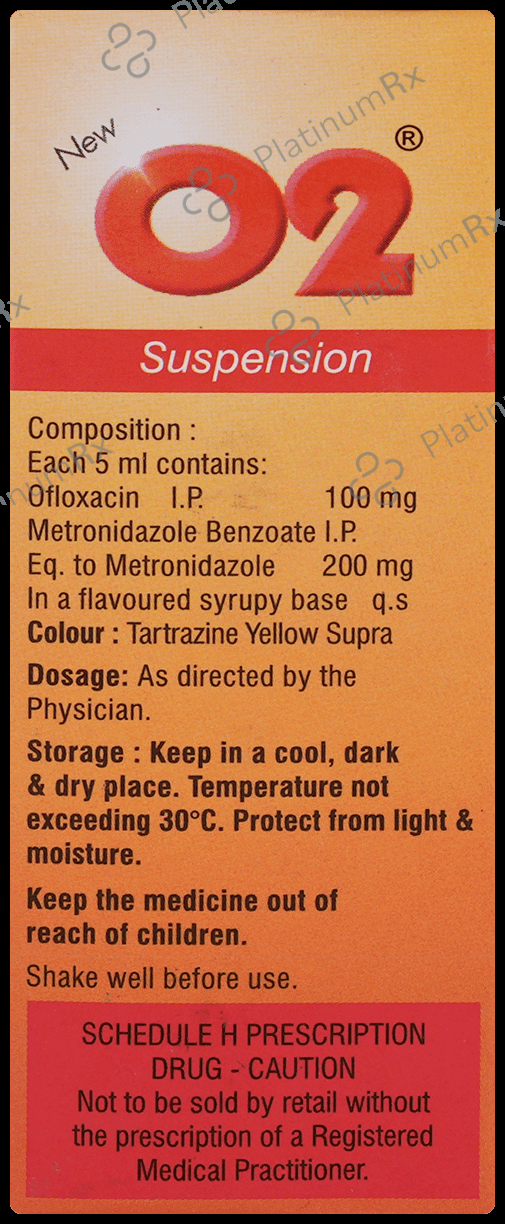 New
O2®
Suspension
Composition :
Each 5 ml contains:
Ofloxacin I.P. 100 mg
Metronidazole Benzoate I.P.
Eq. to Metronidazole 200 mg
In a flavoured syrupy base q.s
Colour : Tartrazine Yellow Supra
Dosage: As directed by the
Physician.
Storage : Keep in a cool, dark
& dry place. Temperature not
exceeding 30°C. Protect from light &
moisture.
Keep the medicine out of
reach of children.
Shake well before use.
SCHEDULE H PRESCRIPTION
DRUG - CAUTION
Not to be sold by retail without
the prescription of a Registered
Medical Practitioner.
PlatinumRx
PlatinumRx